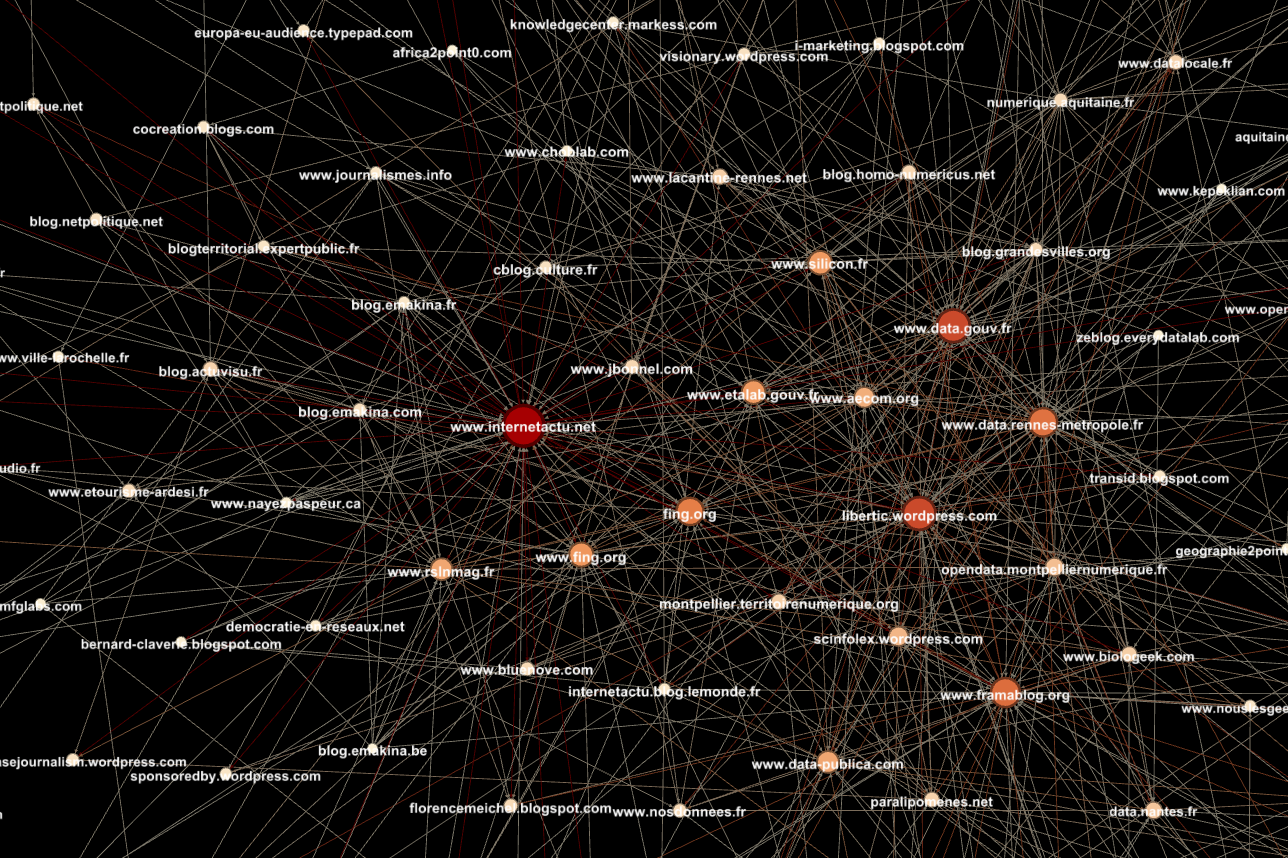 knowledgecenter.markess.com
europa-eu-audience.typepad.com
africa2point0.com
i-marketing.blogspot.com
visionary.wordpress.com
www.datalocale.fr
tpolitique.net
numerique.aquitaine.fr
cocreation.blogs.com
aquitaine
www.choblab.com
www.journalismes.info
www.lacantine-rennes.net
blog.homo-numericus.net
www.kepeklian.com
blog.netpolitique.net
blogterritorial.expertpublic.fr
blog.grandesvilles.org
www.silicon.fr
cblog.culture.fr
r
blog.emakina.fr
www.open
www.data.gouv.fr
zeblog.everydatalab.com
ww.ville-larochelle.fr
blog.actuvisu.fr
www.jbonnel.com
www.etalab.gouv.fr
www.aecom.org
blog.emakina.com
www.internetactu.net
www.data.rennes-metropole.fr
udio.fr
transid.blogspot.com
www.etourisme-ardesi.fr
www.nayezpaspeur.ca
fing.org
libertic.wordpress.com
www.fing.org
geographie2poin
www.rslnmag.fr
opendata.montpelliernumerique.fr
mfglabs.com
montpellier.territoirenumerique.org
democratie-en-reseaux.net
scinfolex.wordpress.com
bernard-claverie.blogspot.com
www.biologeek.com
www.bluenove.com
internetactu.blog.lemonde.fr
www.framablog.org
www.nouslesgee
blog.emakina.be
asejournalism.wordpress.com
www.data-publica.com
sponsoredby.wordpress.com
paralipomenes.net
florencemeichel.blogspot.com
www.nosdonnees.fr
data.nantes.fr